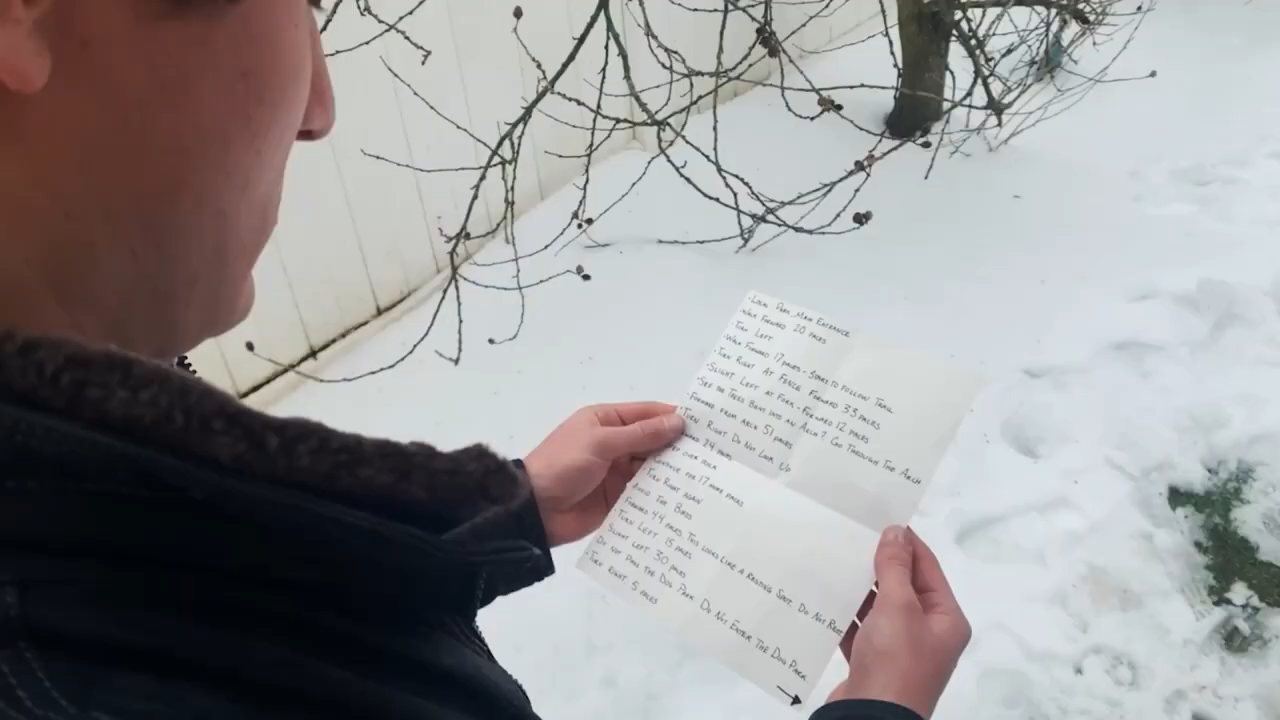 -Local Park Main Entrance
-Walk Forward 20 paces
-Turn Left
-Walk Forward 17 paces - Starts to follow Trail
-Turn Right At Fence Forward 33 paces
-Slight Left at Fork - Forward 12 paces
-See the Trees Bent into an Arch? Go Through The Arch
-Forward from Arch 51 paces
-Turn Right Do Not Look Up
24 paces
over rock
Continue for 17 more paces
-Turn Right again
-Avoid The Birds
Forward 44 paces. This looks like a Resting Spot. Do Not Rest
-Turn Left 15 paces
Slight left 30 paces
Do not pass the Dog Park. Do Not Enter The Dog Park
-Turn Right 5 paces